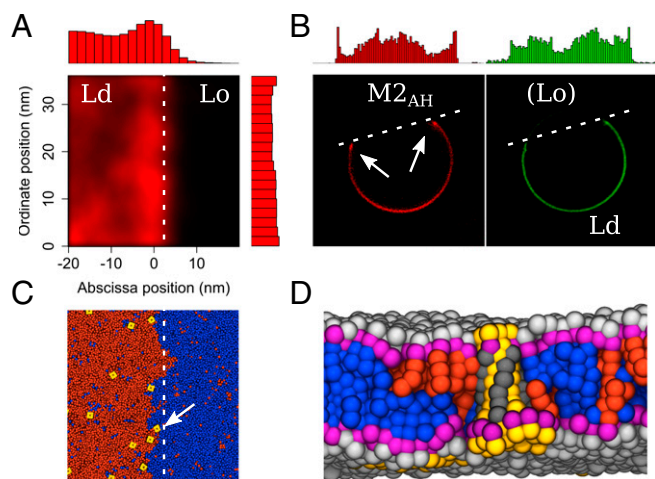 A
B
Ld
Lo
M2AH
(Lo)
Ld
Ordinate position (nm)
30
20
10
0
-20
-10
0
10
Abscissa position (nm)
C
D